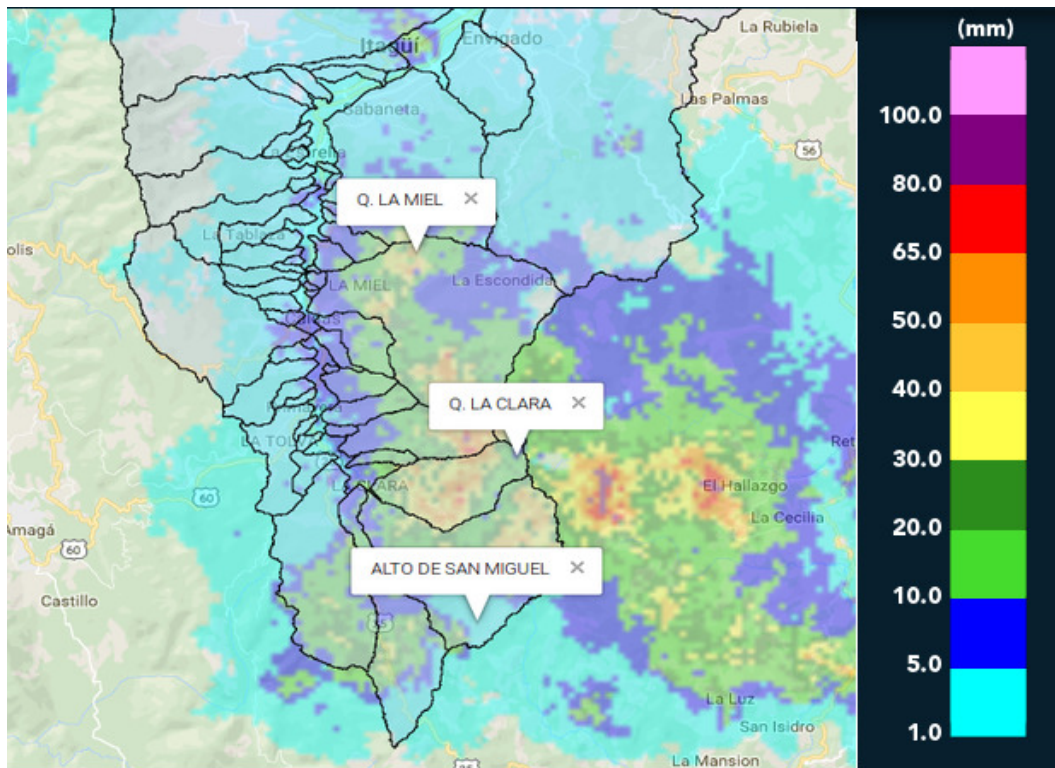 (mm)
La Rubiela
Itagüí
Envigado
Las Palmas
100.0
Sabaneta
56
80.0
Q. LA MIEL ×
La Tablaza
olis
65.0
La Escondida
LA MIEL
Caldas
50.0
40.0
Q. LA CLARA ×
LA TOLVA
Ret
30.0
LA CLARA
El Hallazgo
60
La Cecilia
20.0
Amagá
60
ALTO DE SAN MIGUEL ×
10.0
Castillo
5.0
La Luz
San Isidro
1.0
La Mansion